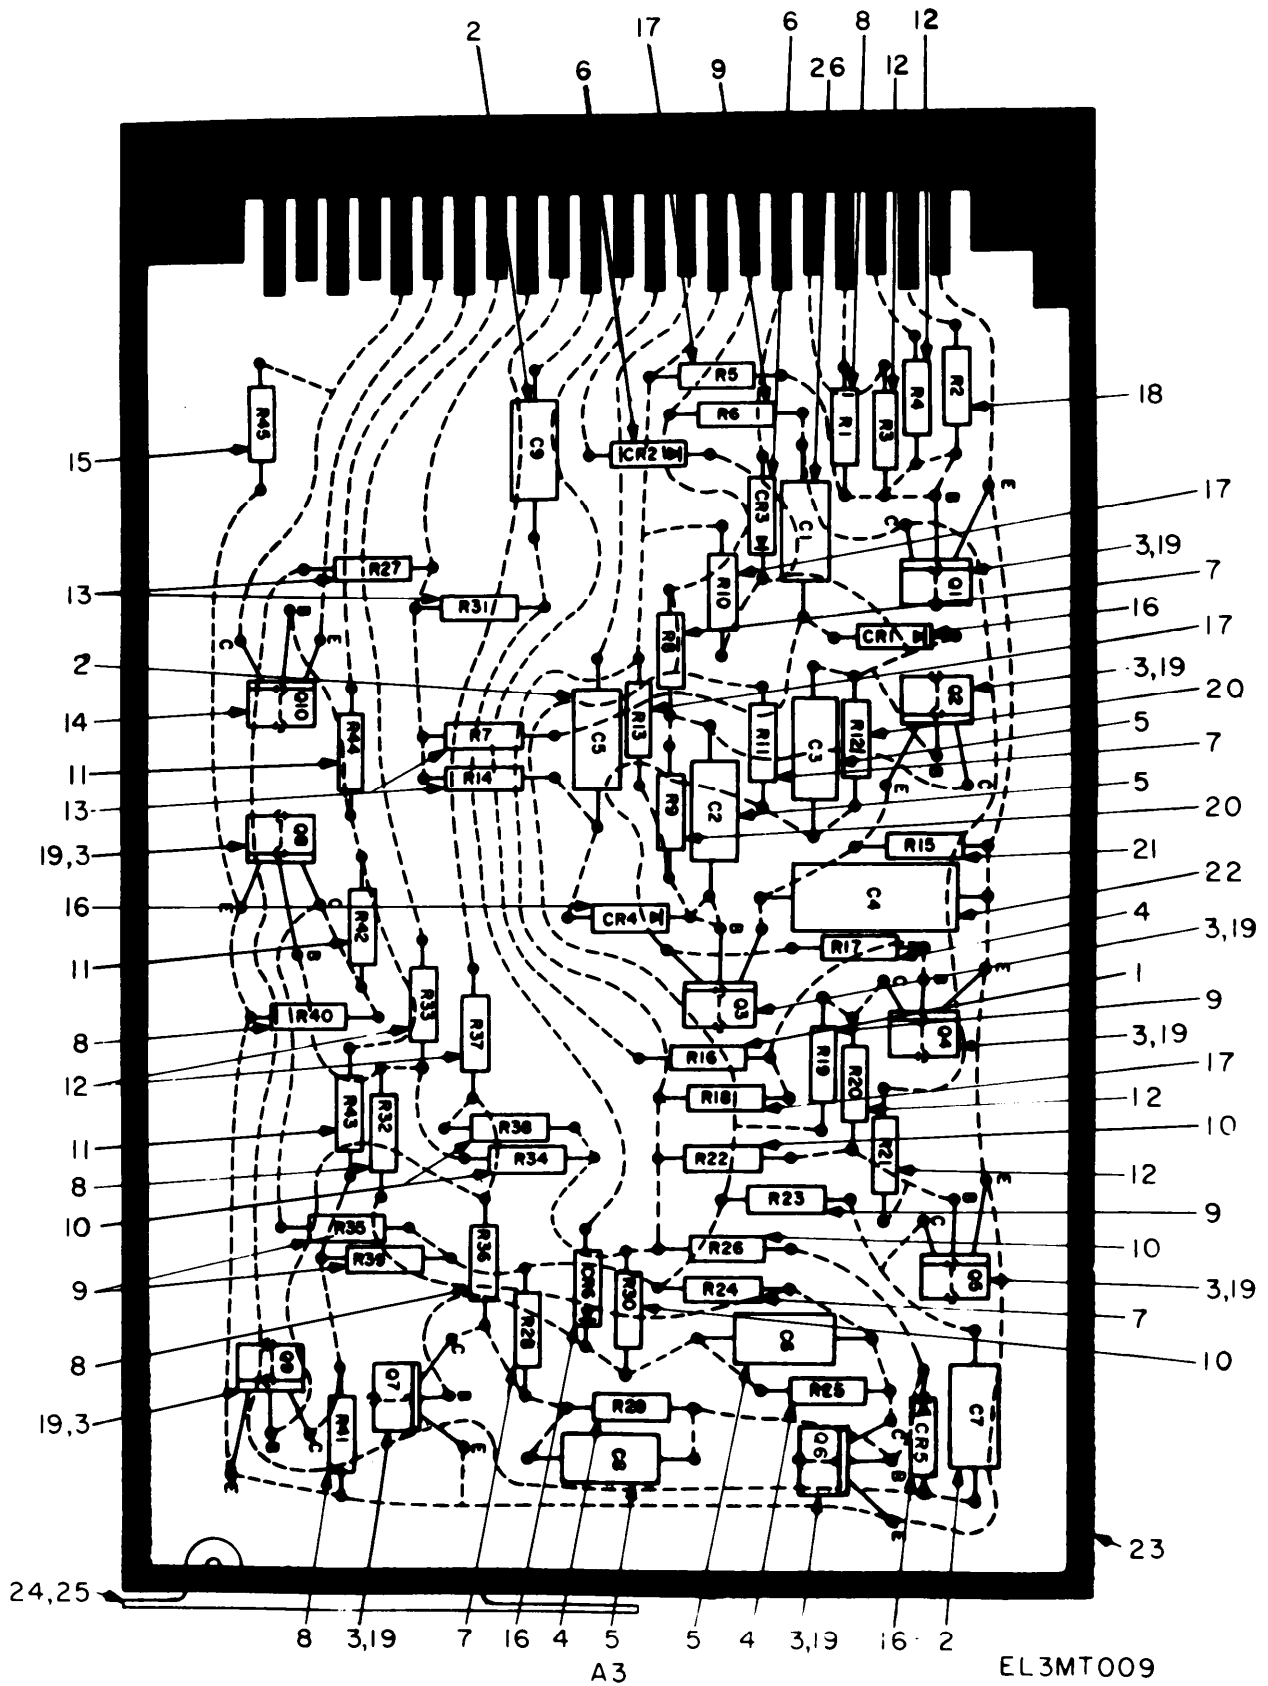 2
6
17
9
6
26
8
12
12
R5
R6
R1
R3
R4
R2
18
R45
C9
CR2
CR3
C1
15
B
E
C
17
R27
R10
Q1
3,19
7
13
R31
B
R8
CR1
16
C
E
17
2
Q10
C5
R13
Q2
3,19
14
R44
R7
R11
C3
R12
20
5
11
R14
B
7
13
R9
C2
E
C
5
Q8
20
19,3
R15
21
16
E
C
CR4
C4
22
R42
B
4
11
B
R17
3,19
E
R33
C
B
1
R40
R37
Q3
8
R16
R19
Q4
9
3,19
12
R20
R43
R32
R18
17
12
R38
R21
11
R34
R22
10
8
E
12
10
R23
B
9
R35
C
R36
R26
10
R39
9
CR6
R30
R24
Q5
3,19
R28
7
8
C6
Q9
C
10
Q7
R25
19,3
B
R29
C7
B
C
R41
E
Q6
C
CR5
C8
B
E
E
23
24,25
8
3,19
7
16
4
5
5
4
3,19
16
2
A3
EL3MT009